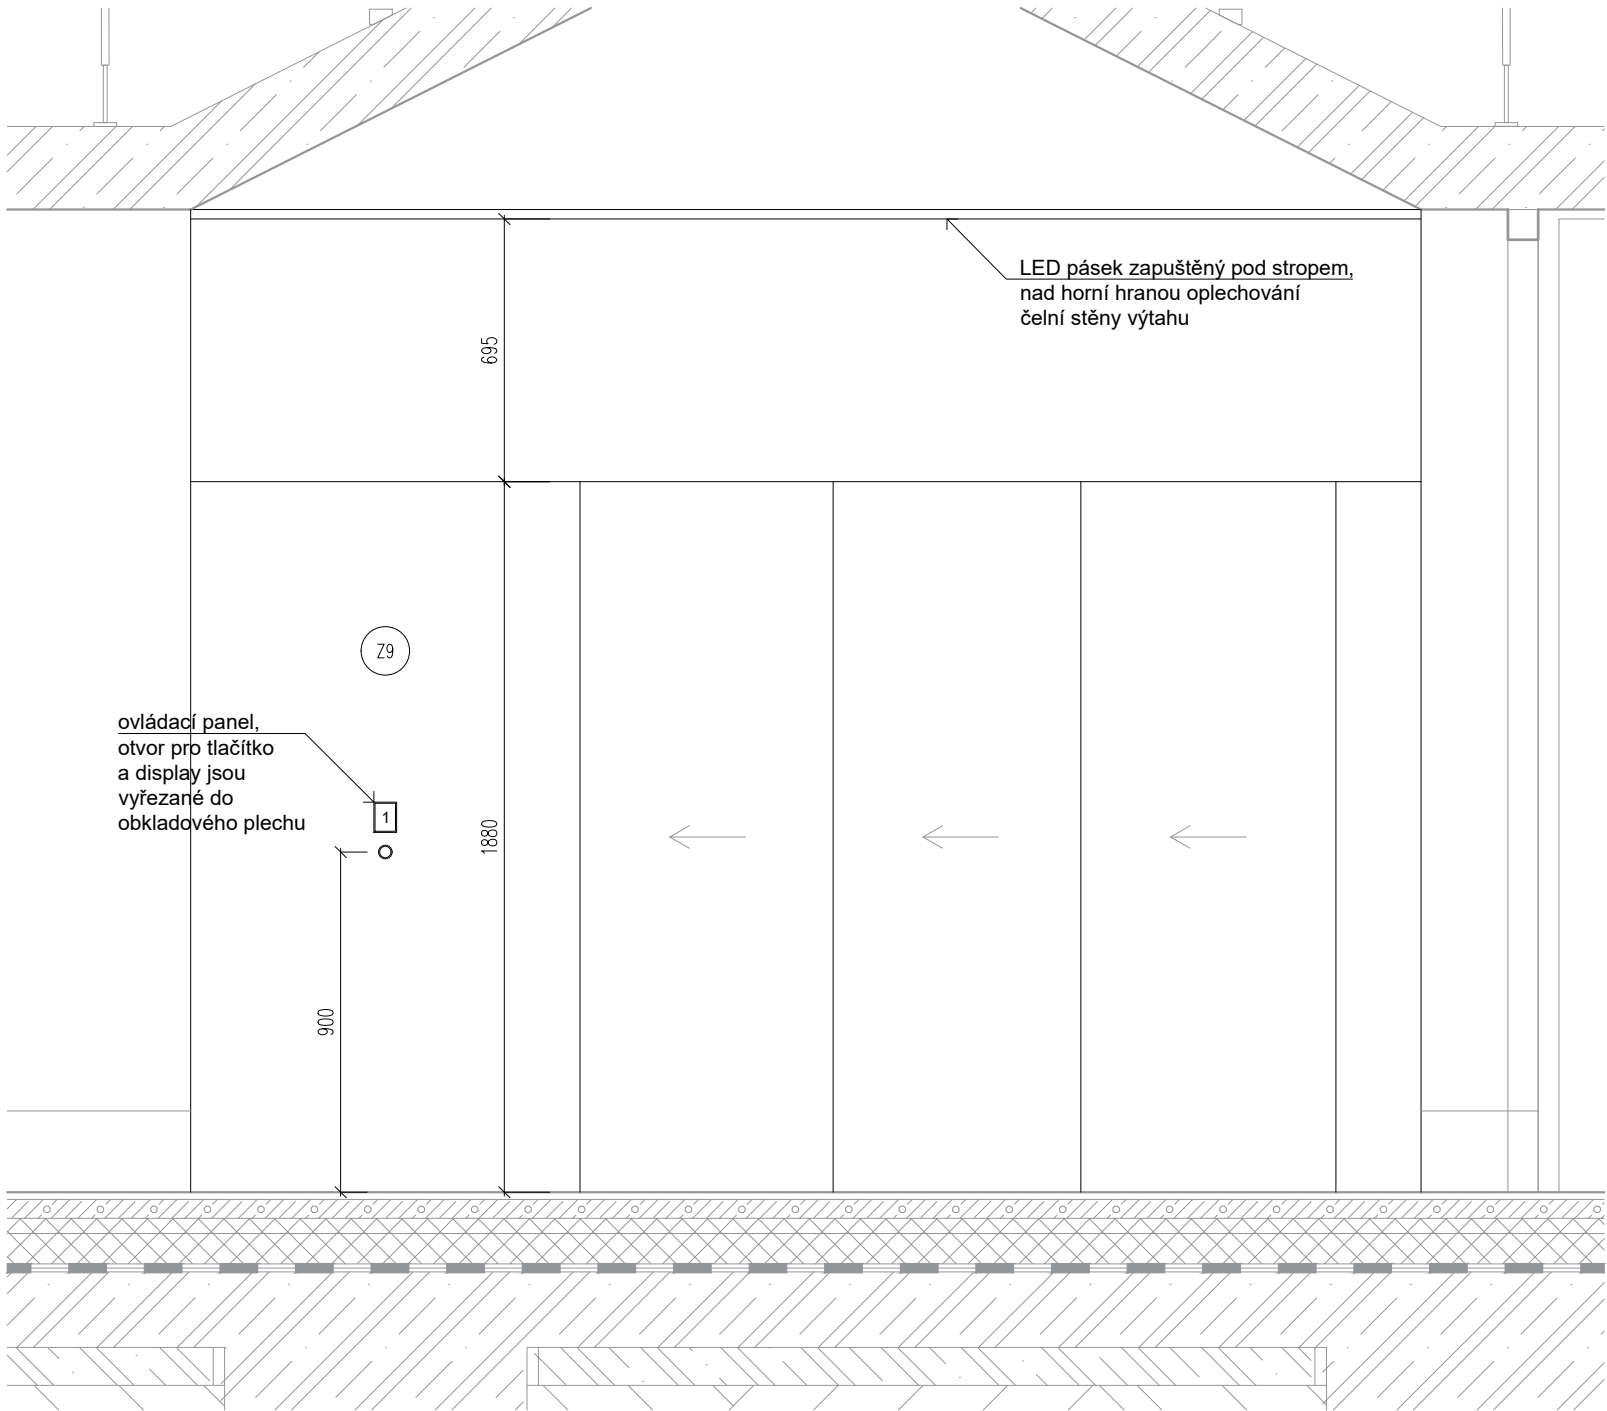 LED pásek zapuštěný pod stropem,
nad horní hranou oplechování
čelní stěny výtahu
695
Z9
ovládací panel,
otvor pro tlačítko
a display jsou
vyřezané do
obkladového plechu
1
1880
900